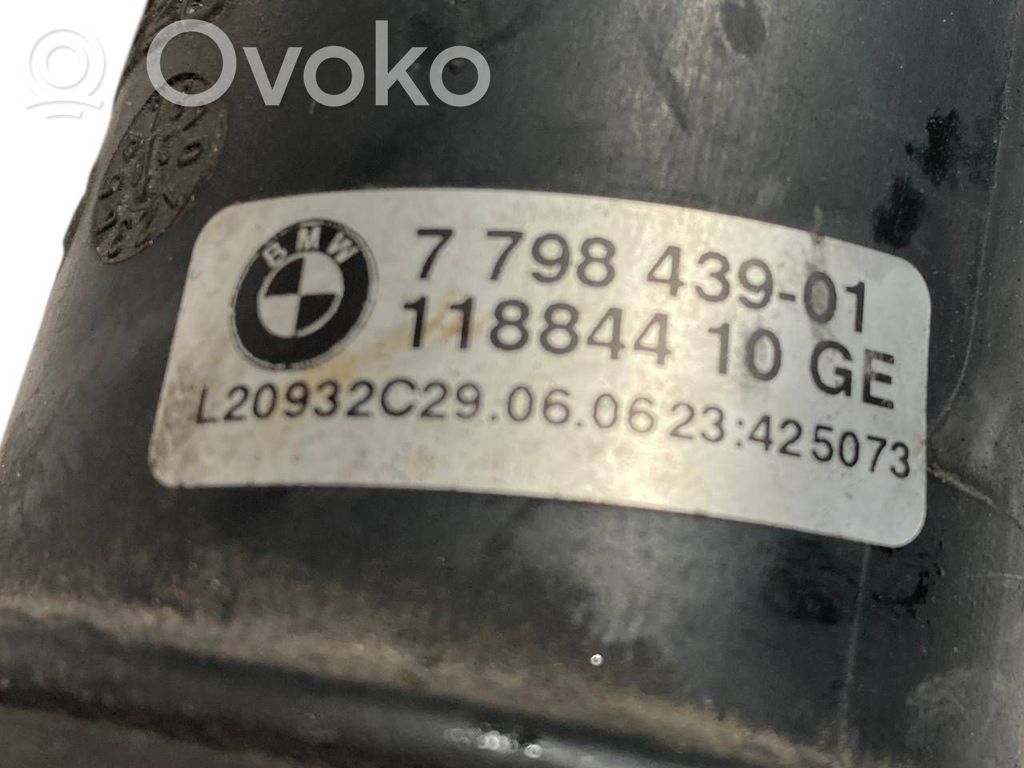 Ovoko
BMW
7 798 439-01
118844 10 GE
L20932C29.06.0623:425073